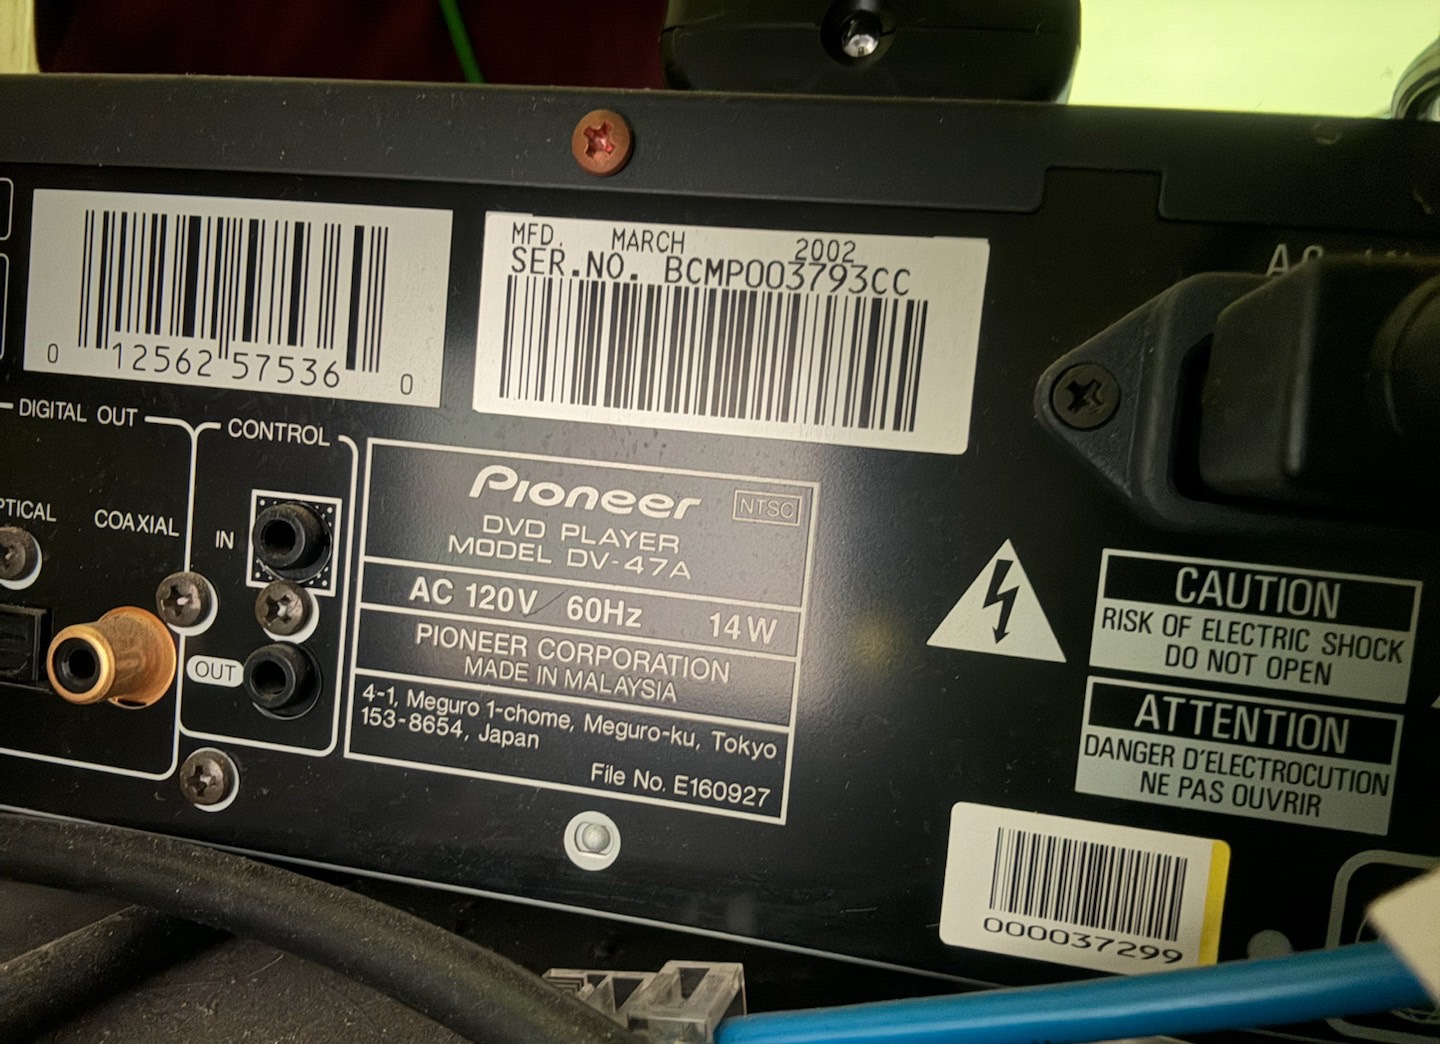 0 12562 57536 0
MFD. MARCH 2002
SER.NO. BCMP003793CC
DIGITAL OUT
CONTROL
COAXIAL
IN
OUT
Pioneer NTSC
DVD PLAYER
MODEL DV-47A
AC 120V 60Hz 14W
PIONEER CORPORATION
MADE IN MALAYSIA
4-1, Meguro 1-chome, Meguro-ku, Tokyo
153-8654, Japan
File No. E160927
CAUTION
RISK OF ELECTRIC SHOCK
DO NOT OPEN
ATTENTION
DANGER D'ELECTROCUTION
NE PAS OUVRIR
000037299